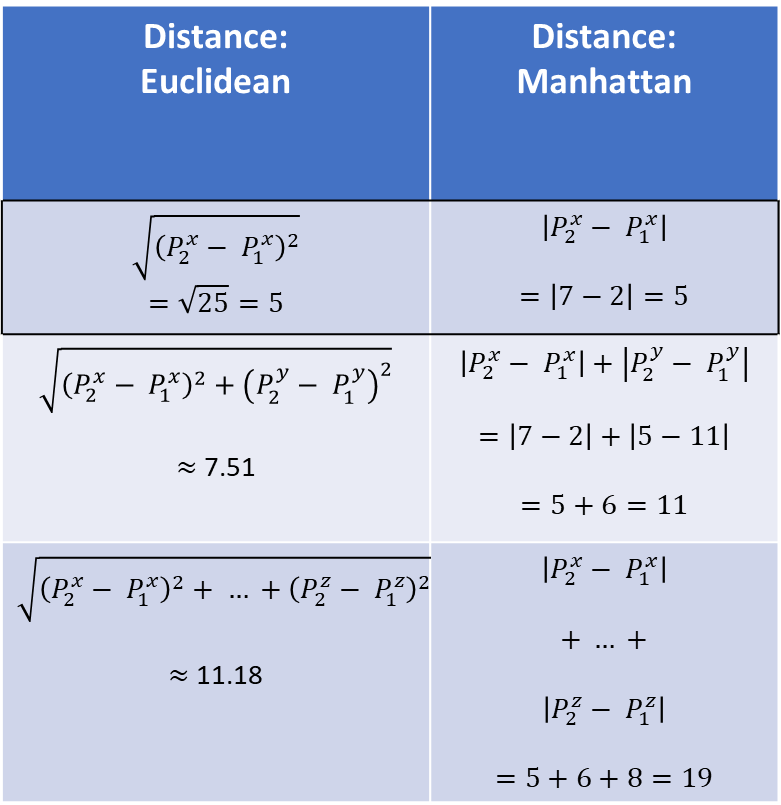 Distance:
Euclidean
Distance:
Manhattan
√(P₂ˣ − P₁ˣ)²
= √25 = 5
|P₂ˣ − P₁ˣ|
= |7 − 2| = 5
√(P₂ˣ − P₁ˣ)² + (P₂ʸ − P₁ʸ)²
≈ 7.51
|P₂ˣ − P₁ˣ| + |P₂ʸ − P₁ʸ|
= |7 − 2| + |5 − 11|
= 5 + 6 = 11
√(P₂ˣ − P₁ˣ)² + … + (P₂ᶻ − P₁ᶻ)²
≈ 11.18
|P₂ˣ − P₁ˣ|
+ … +
|P₂ᶻ − P₁ᶻ|
= 5 + 6 + 8 = 19